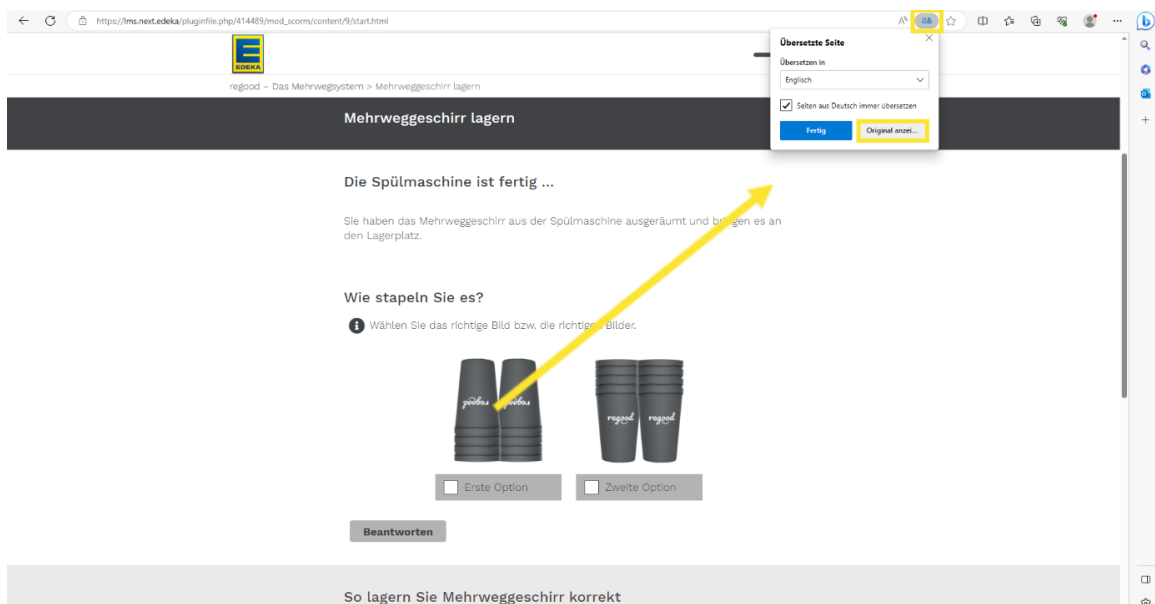 https://lms.next.edeka/pluginfile.php/414489/mod_scorm/content/9/start.html
EDEKA
regood – Das Mehrwegsystem > Mehrweggeschirr lagern
Übersetzte Seite
Übersetzen in
Englisch
Seiten aus Deutsch immer übersetzen
Fertig
Original anzei...
Mehrweggeschirr lagern
Die Spülmaschine ist fertig ...
Sie haben das Mehrweggeschirr aus der Spülmaschine ausgeräumt und bringen es an
den Lagerplatz.
Wie stapeln Sie es?
Wählen Sie das richtige Bild bzw. die richtigen Bilder.
regood regood
regood regood
Erste Option
Zweite Option
Beantworten
So lagern Sie Mehrweggeschirr korrekt